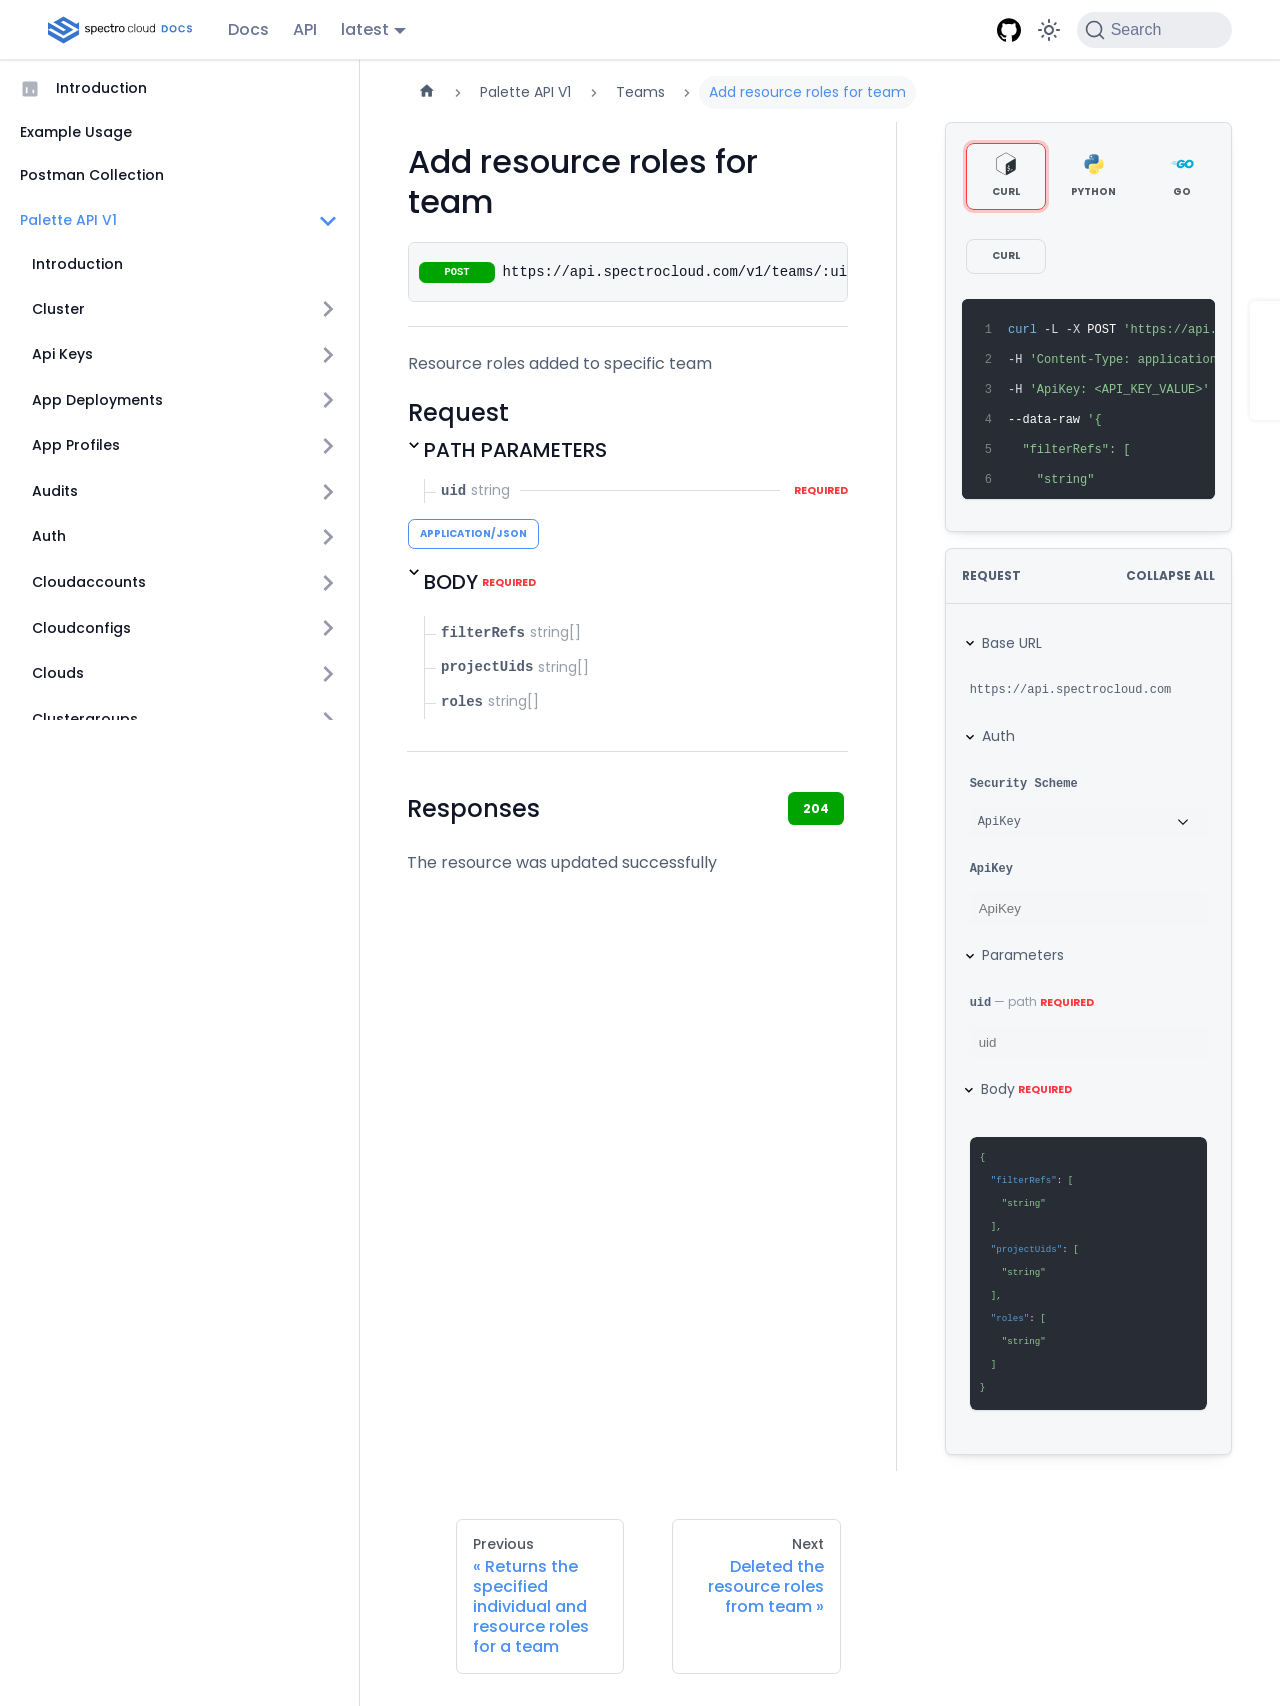 spectro cloud DOCS
Docs
API
latest
Search
Introduction
Example Usage
Postman Collection
Palette API V1
Introduction
Cluster
Api Keys
App Deployments
App Profiles
Audits
Auth
Cloudaccounts
Cloudconfigs
Clouds
Clustergroups
Palette API V1
Teams
Add resource roles for team
Add resource roles for
team
POST https://api.spectrocloud.com/v1/teams/:ui
Resource roles added to specific team
Request
PATH PARAMETERS
uid string REQUIRED
APPLICATION/JSON
BODY REQUIRED
filterRefs string[]
projectUids string[]
roles string[]
Responses
204
The resource was updated successfully
CURL
PYTHON
GO
CURL
1 curl -L -X POST 'https://api.
2 -H 'Content-Type: application
3 -H 'ApiKey: <API_KEY_VALUE>'
4 --data-raw '{
5 "filterRefs": [
6 "string"
REQUEST
COLLAPSE ALL
Base URL
https://api.spectrocloud.com
Auth
Security Scheme
ApiKey
ApiKey
ApiKey
Parameters
uid — path REQUIRED
uid
Body REQUIRED
{
"filterRefs": [
"string"
],
"projectUids": [
"string"
],
"roles": [
"string"
]
}
Previous
« Returns the
specified
individual and
resource roles
for a team
Next
Deleted the
resource roles
from team »